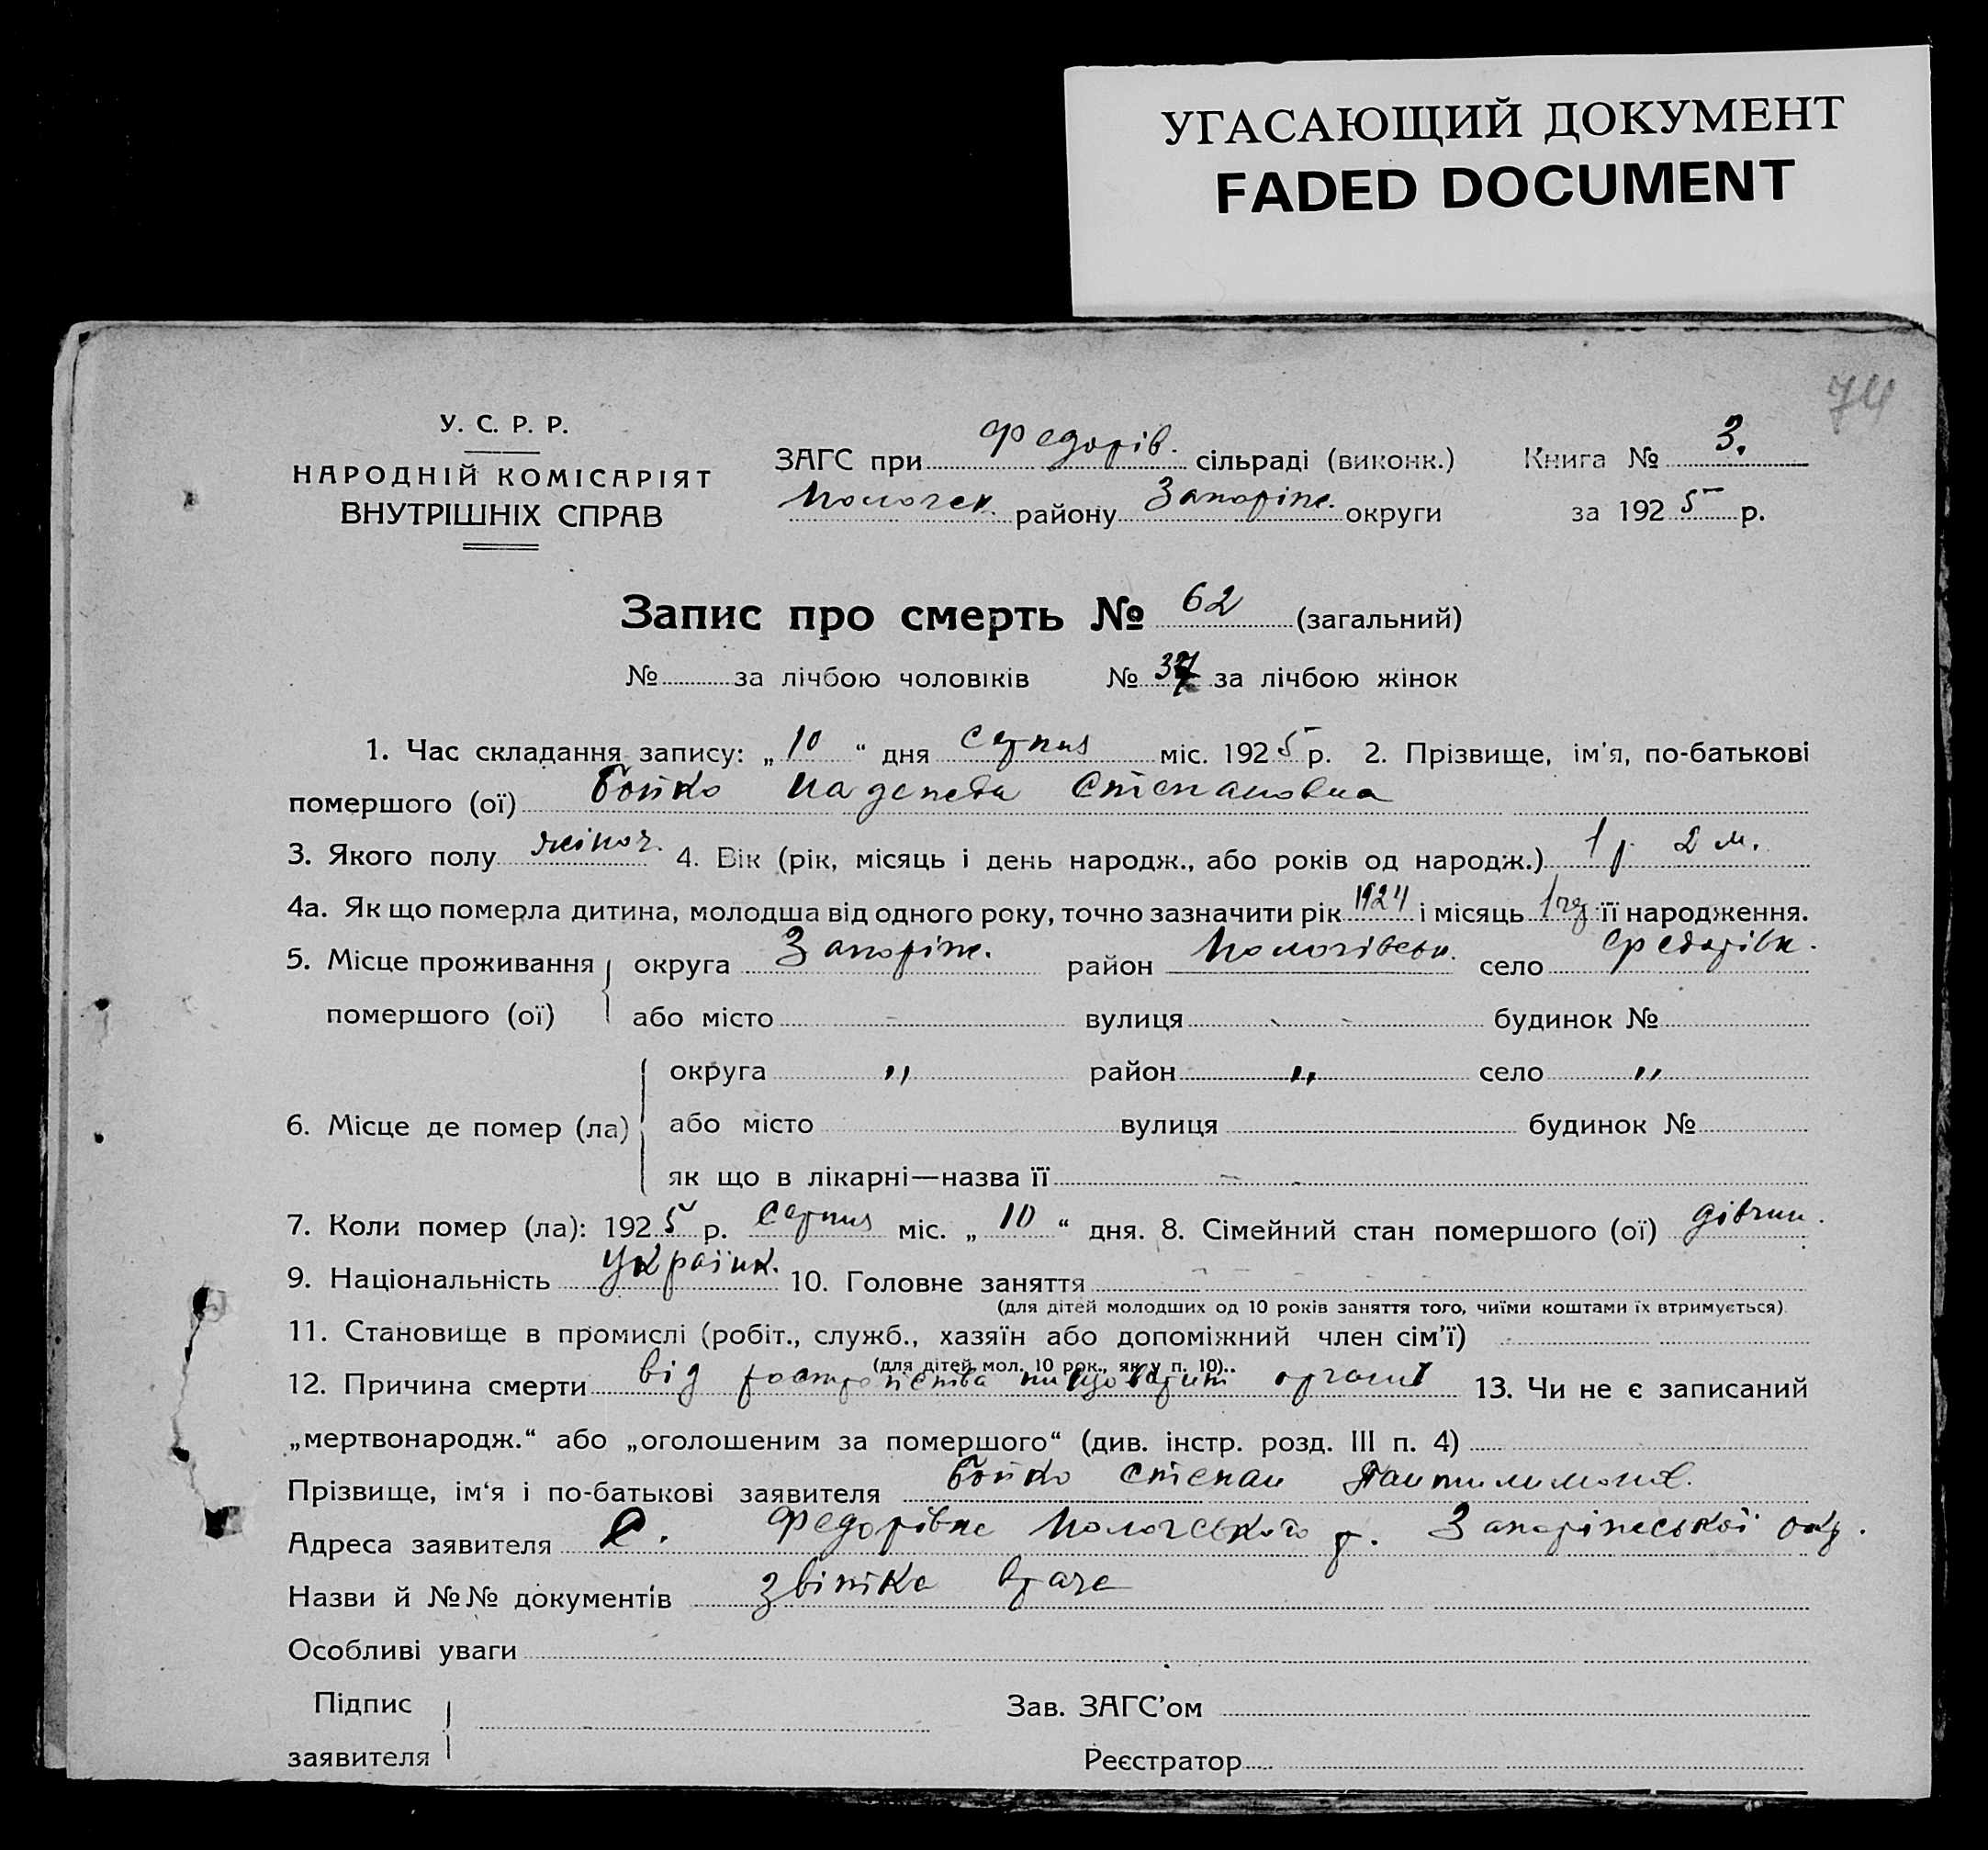 УГАСАЮЩИЙ ДОКУМЕНТ
FADED DOCUMENT
74
У. С. Р. Р.
НАРОДНІЙ КОМІСАРІЯТ
ВНУТРІШНІХ СПРАВ
ЗАГС при Федорів. сільраді (виконк.) Книга № 3.
району Запоріж. округи за 1925 р.
Запис про смерть № 62 (загальний)
№ за лічбою чоловіків № 37 за лічбою жінок
1. Час складання запису: „10“ дня серпня міс. 1925 р. 2. Прізвище, ім'я, по-батькові
помершого (ої) Бойко Надежда Степановна
3. Якого полу жіноч. 4. Вік (рік, місяць і день народж., або років од народж.) 1 р. 2 м.
4а. Як що померла дитина, молодша від одного року, точно зазначити рік 1924 і місяць її народження.
5. Місце проживання округа Запоріж. район село Федорівк.
помершого (ої) або місто вулиця будинок №
округа „ район „ село „
6. Місце де помер (ла) або місто вулиця будинок №
як що в лікарні—назва її
7. Коли помер (ла): 1925 р. серпня міс. „10“ дня. 8. Сімейний стан помершого (ої) дівчин.
9. Національність Україн. 10. Головне заняття
(для дітей молодших од 10 років заняття того, чиїми коштами їх втримується)
11. Становище в промислі (робіт., служб., хазяїн або допоміжний член сім'ї)
(для дітей мол. 10 рок., як у п. 10)..
12. Причина смерти від 13. Чи не є записаний
„мертвонародж.“ або „оголошеним за помершого“ (див. інстр. розд. III п. 4)
Прізвище, ім'я і по-батькові заявителя Бойко Степан Пантилимонов.
Адреса заявителя с. Федорівка р. Запоріжської окр.
Назви й №№ документів врача
Особливі уваги
Підпис Зав. ЗАГС'ом
заявителя Реєстратор